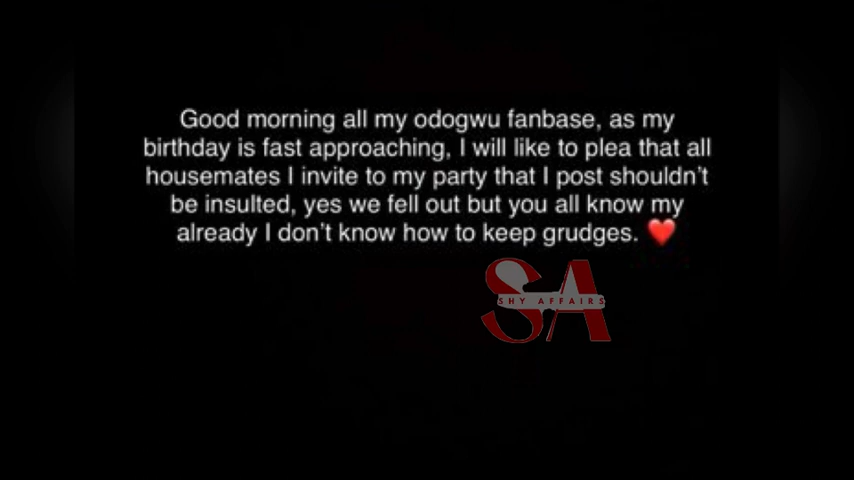 Good morning all my odogwu fanbase, as my
birthday is fast approaching, I will like to plea that all
housemates I invite to my party that I post shouldn't
be insulted, yes we fell out but you all know my
already I don't know how to keep grudges. ❤️
SA
SHY AFFAIRS